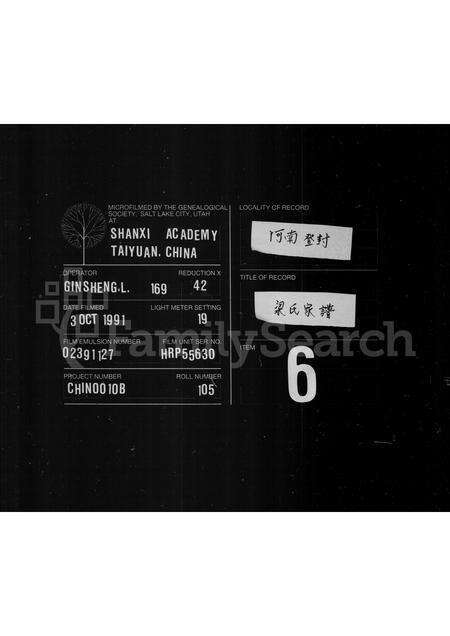 MICROFILMED BY THE GENEALOGICAL
SOCIETY, SALT LAKE CITY, UTAH
AT
SHANXI ACADEMY
TAIYUAN. CHINA
OPERATOR REDUCTION X
GINSHENG.L. 169 42
DATE FILMED LIGHT METER SETTING
3 OCT 1991 19
FILM EMULSION NUMBER FILM UNIT SER. NO.
02391127 HRP55630
PROJECT NUMBER ROLL NUMBER
CHIN0010B 105
LOCALITY OF RECORD
河南登封
TITLE OF RECORD
梁氏家譜
ITEM
6
FamilySearch